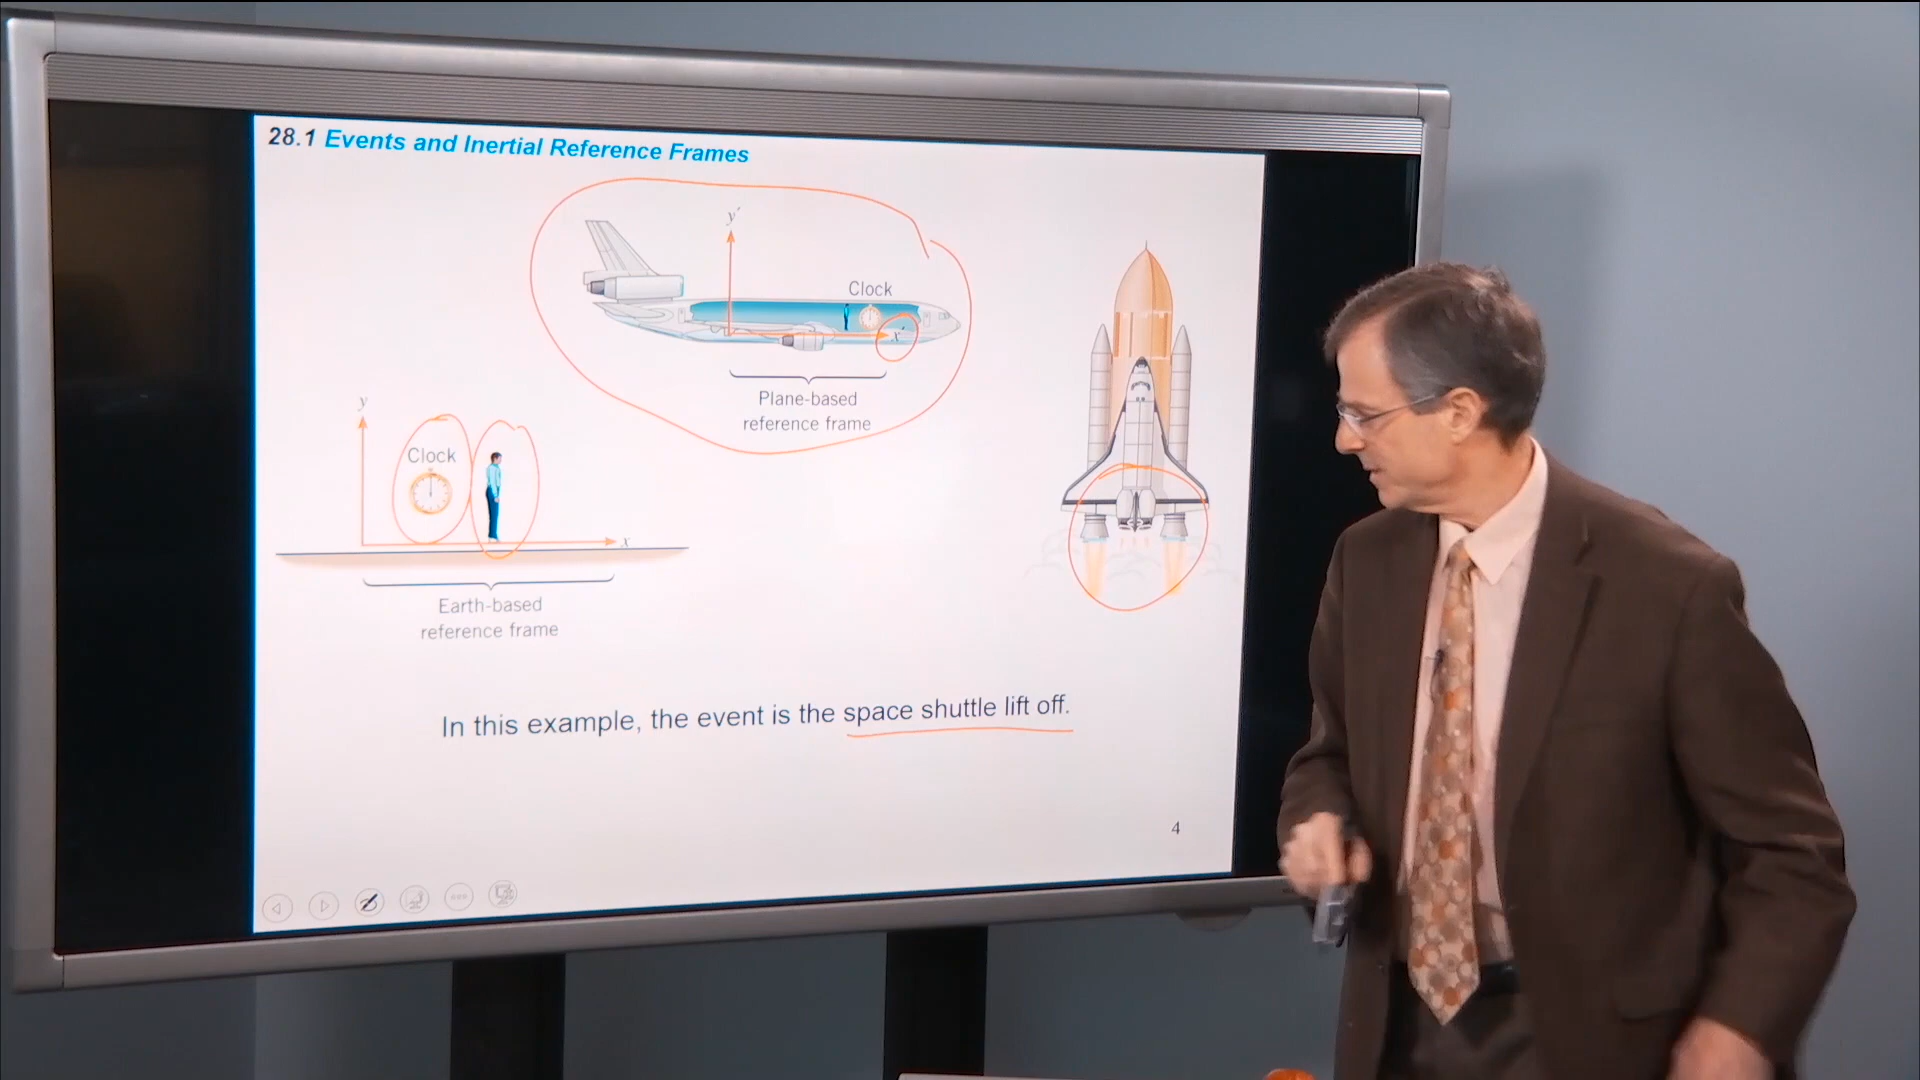 28.1 Events and Inertial Reference Frames
y′
Clock
x′
Plane-based
reference frame
y
Clock
x
Earth-based
reference frame
In this example, the event is the space shuttle lift off.
4